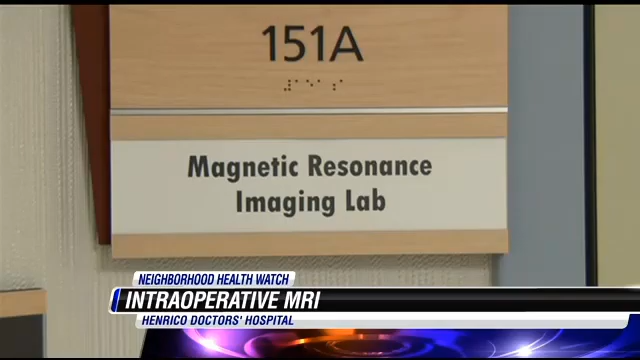 151A
Magnetic Resonance
Imaging Lab
NEIGHBORHOOD HEALTH WATCH
INTRAOPERATIVE MRI
HENRICO DOCTORS' HOSPITAL